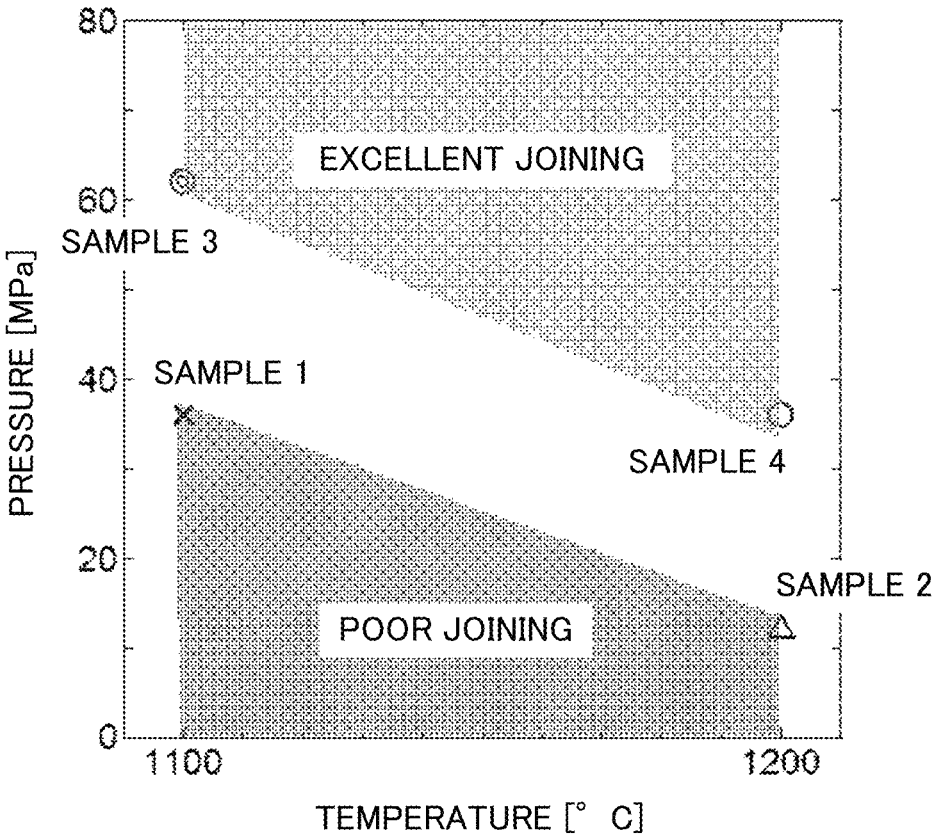 80
EXCELLENT JOINING
60
SAMPLE 3
PRESSURE [MPa]
SAMPLE 1
40
SAMPLE 4
20
SAMPLE 2
POOR JOINING
0
1100
1200
TEMPERATURE [° C]